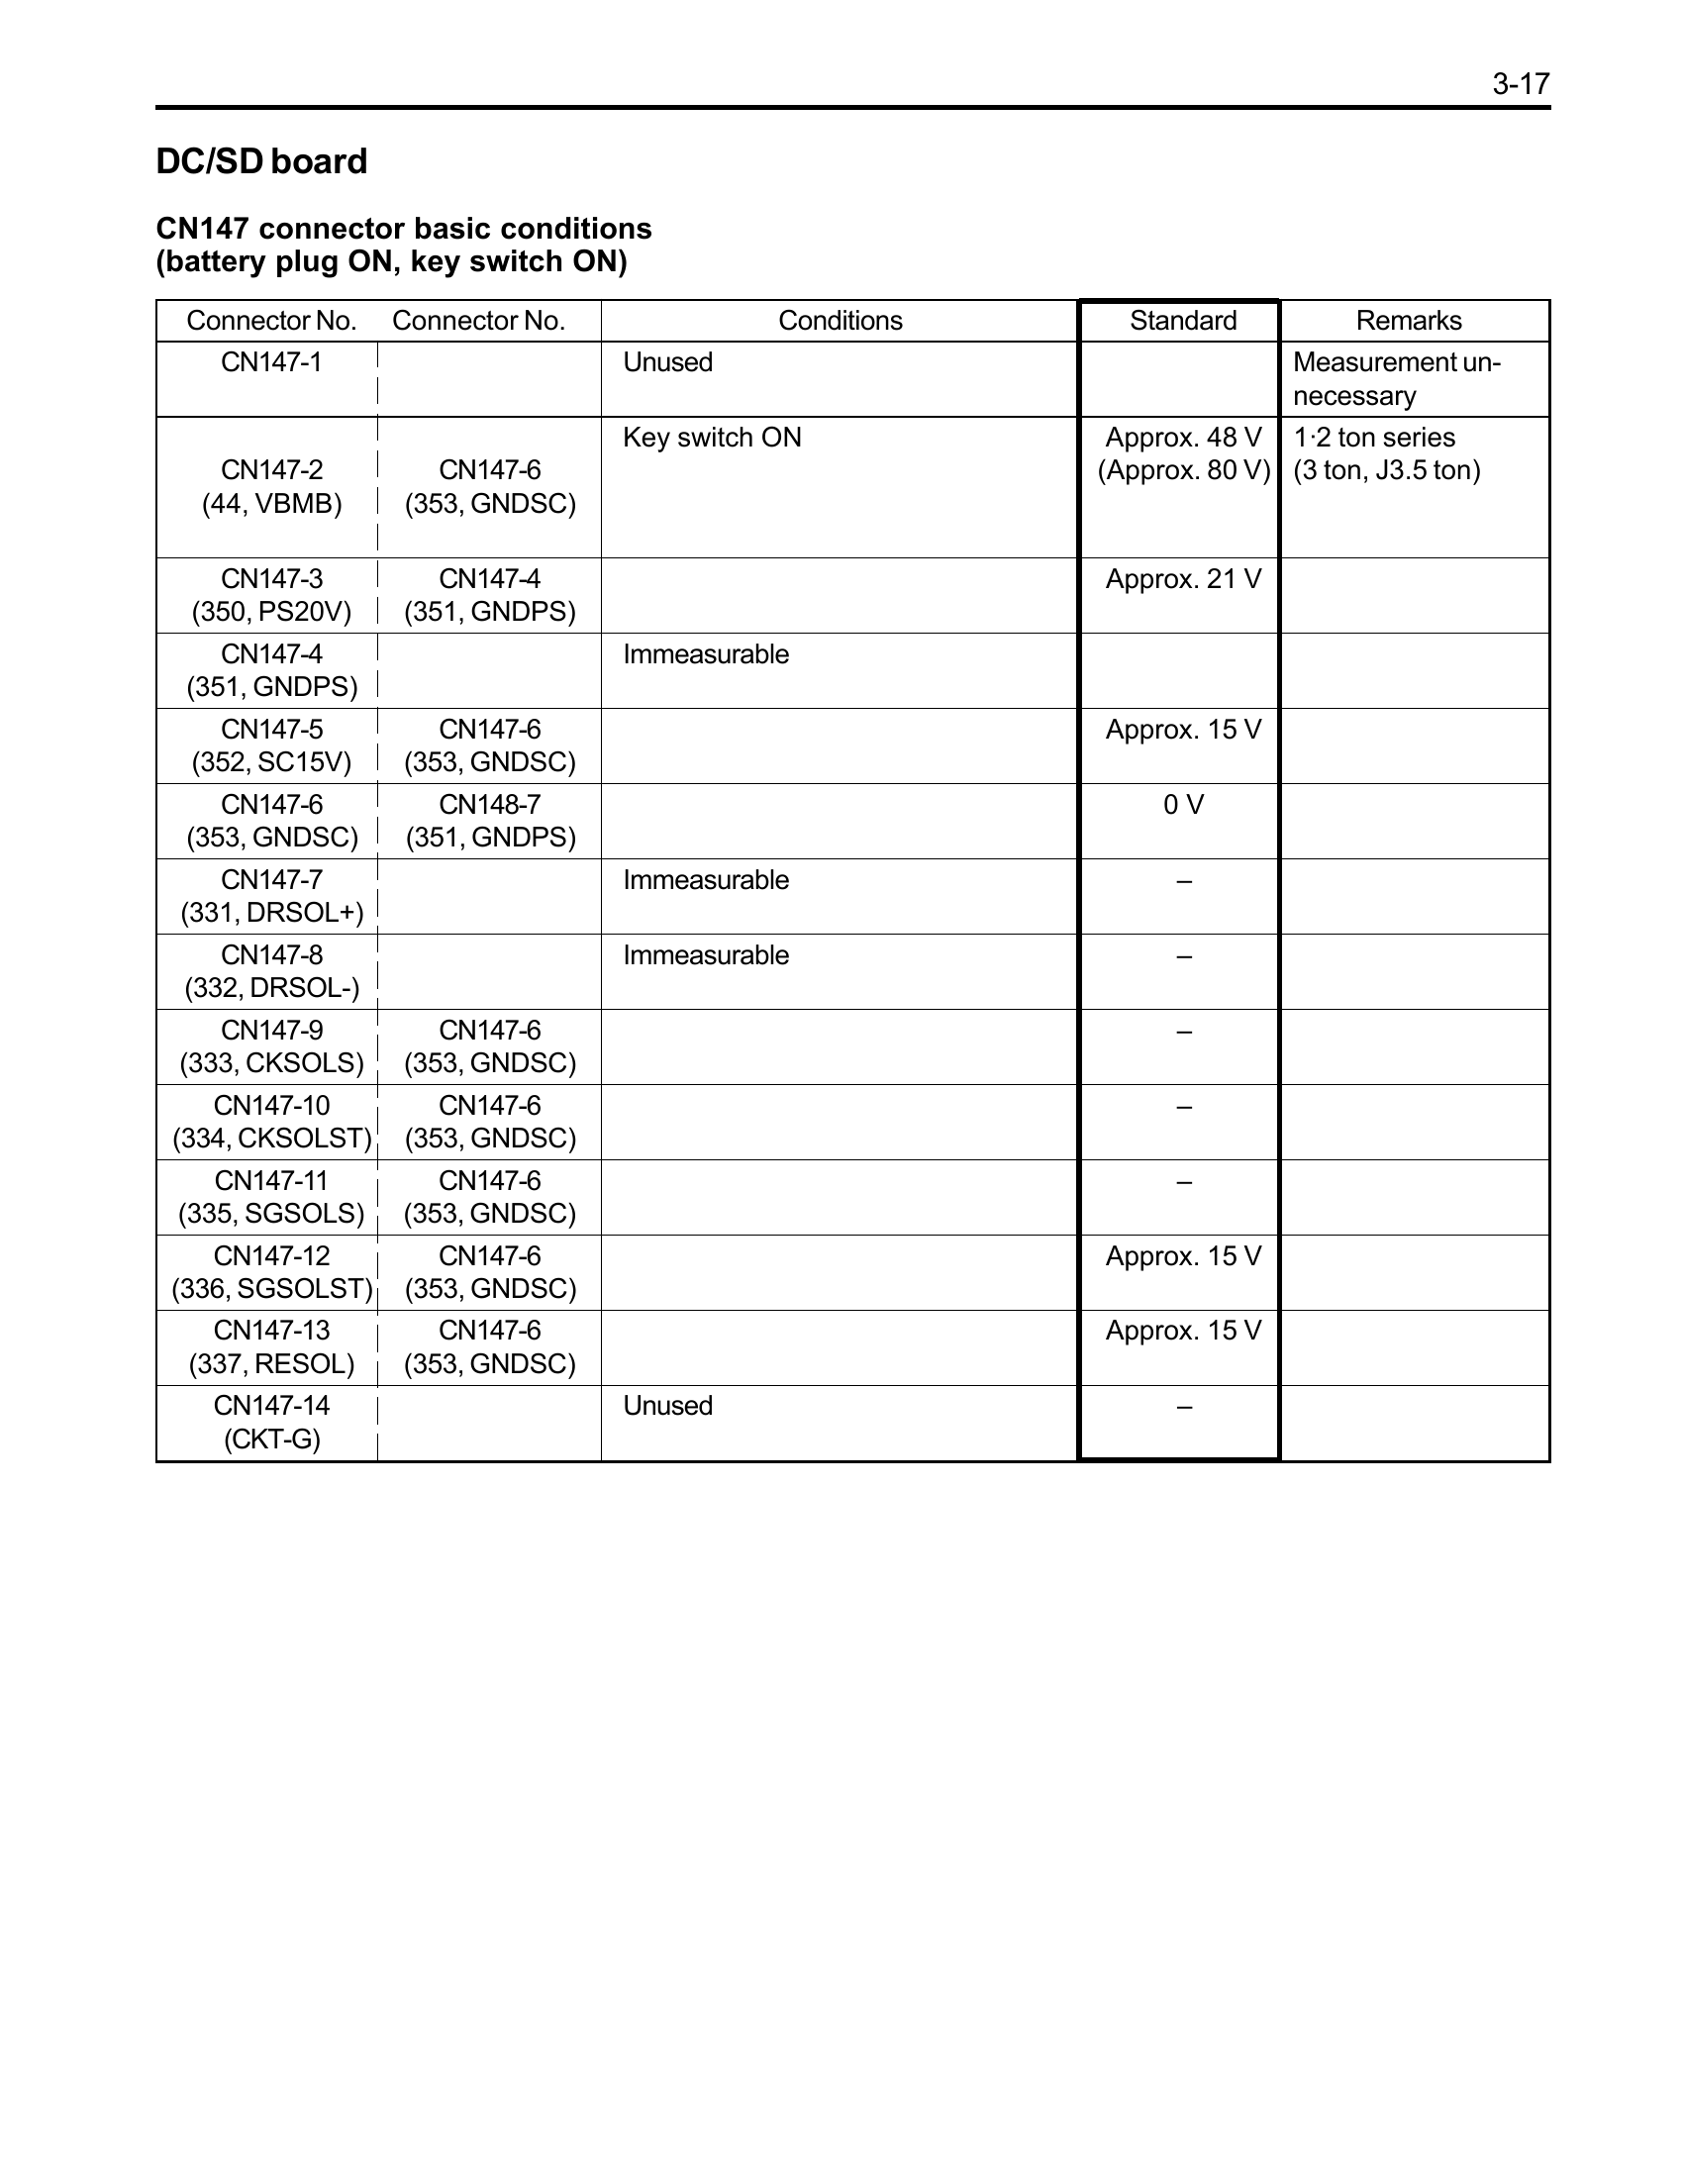 3-17
DC/SD board
CN147 connector basic conditions
(battery plug ON, key switch ON)
Connector No. Connector No. Conditions Standard Remarks
CN147-1 Unused Measurement un-
necessary
Key switch ON Approx. 48 V 1·2 ton series
CN147-2 CN147-6 (Approx. 80 V) (3 ton, J3.5 ton)
(44, VBMB) (353, GNDSC)
CN147-3 CN147-4 Approx. 21 V
(350, PS20V) (351, GNDPS)
CN147-4 Immeasurable
(351, GNDPS)
CN147-5 CN147-6 Approx. 15 V
(352, SC15V) (353, GNDSC)
CN147-6 CN148-7 0 V
(353, GNDSC) (351, GNDPS)
CN147-7 Immeasurable –
(331, DRSOL+)
CN147-8 Immeasurable –
(332, DRSOL-)
CN147-9 CN147-6 –
(333, CKSOLS) (353, GNDSC)
CN147-10 CN147-6 –
(334, CKSOLST) (353, GNDSC)
CN147-11 CN147-6 –
(335, SGSOLS) (353, GNDSC)
CN147-12 CN147-6 Approx. 15 V
(336, SGSOLST) (353, GNDSC)
CN147-13 CN147-6 Approx. 15 V
(337, RESOL) (353, GNDSC)
CN147-14 Unused –
(CKT-G)